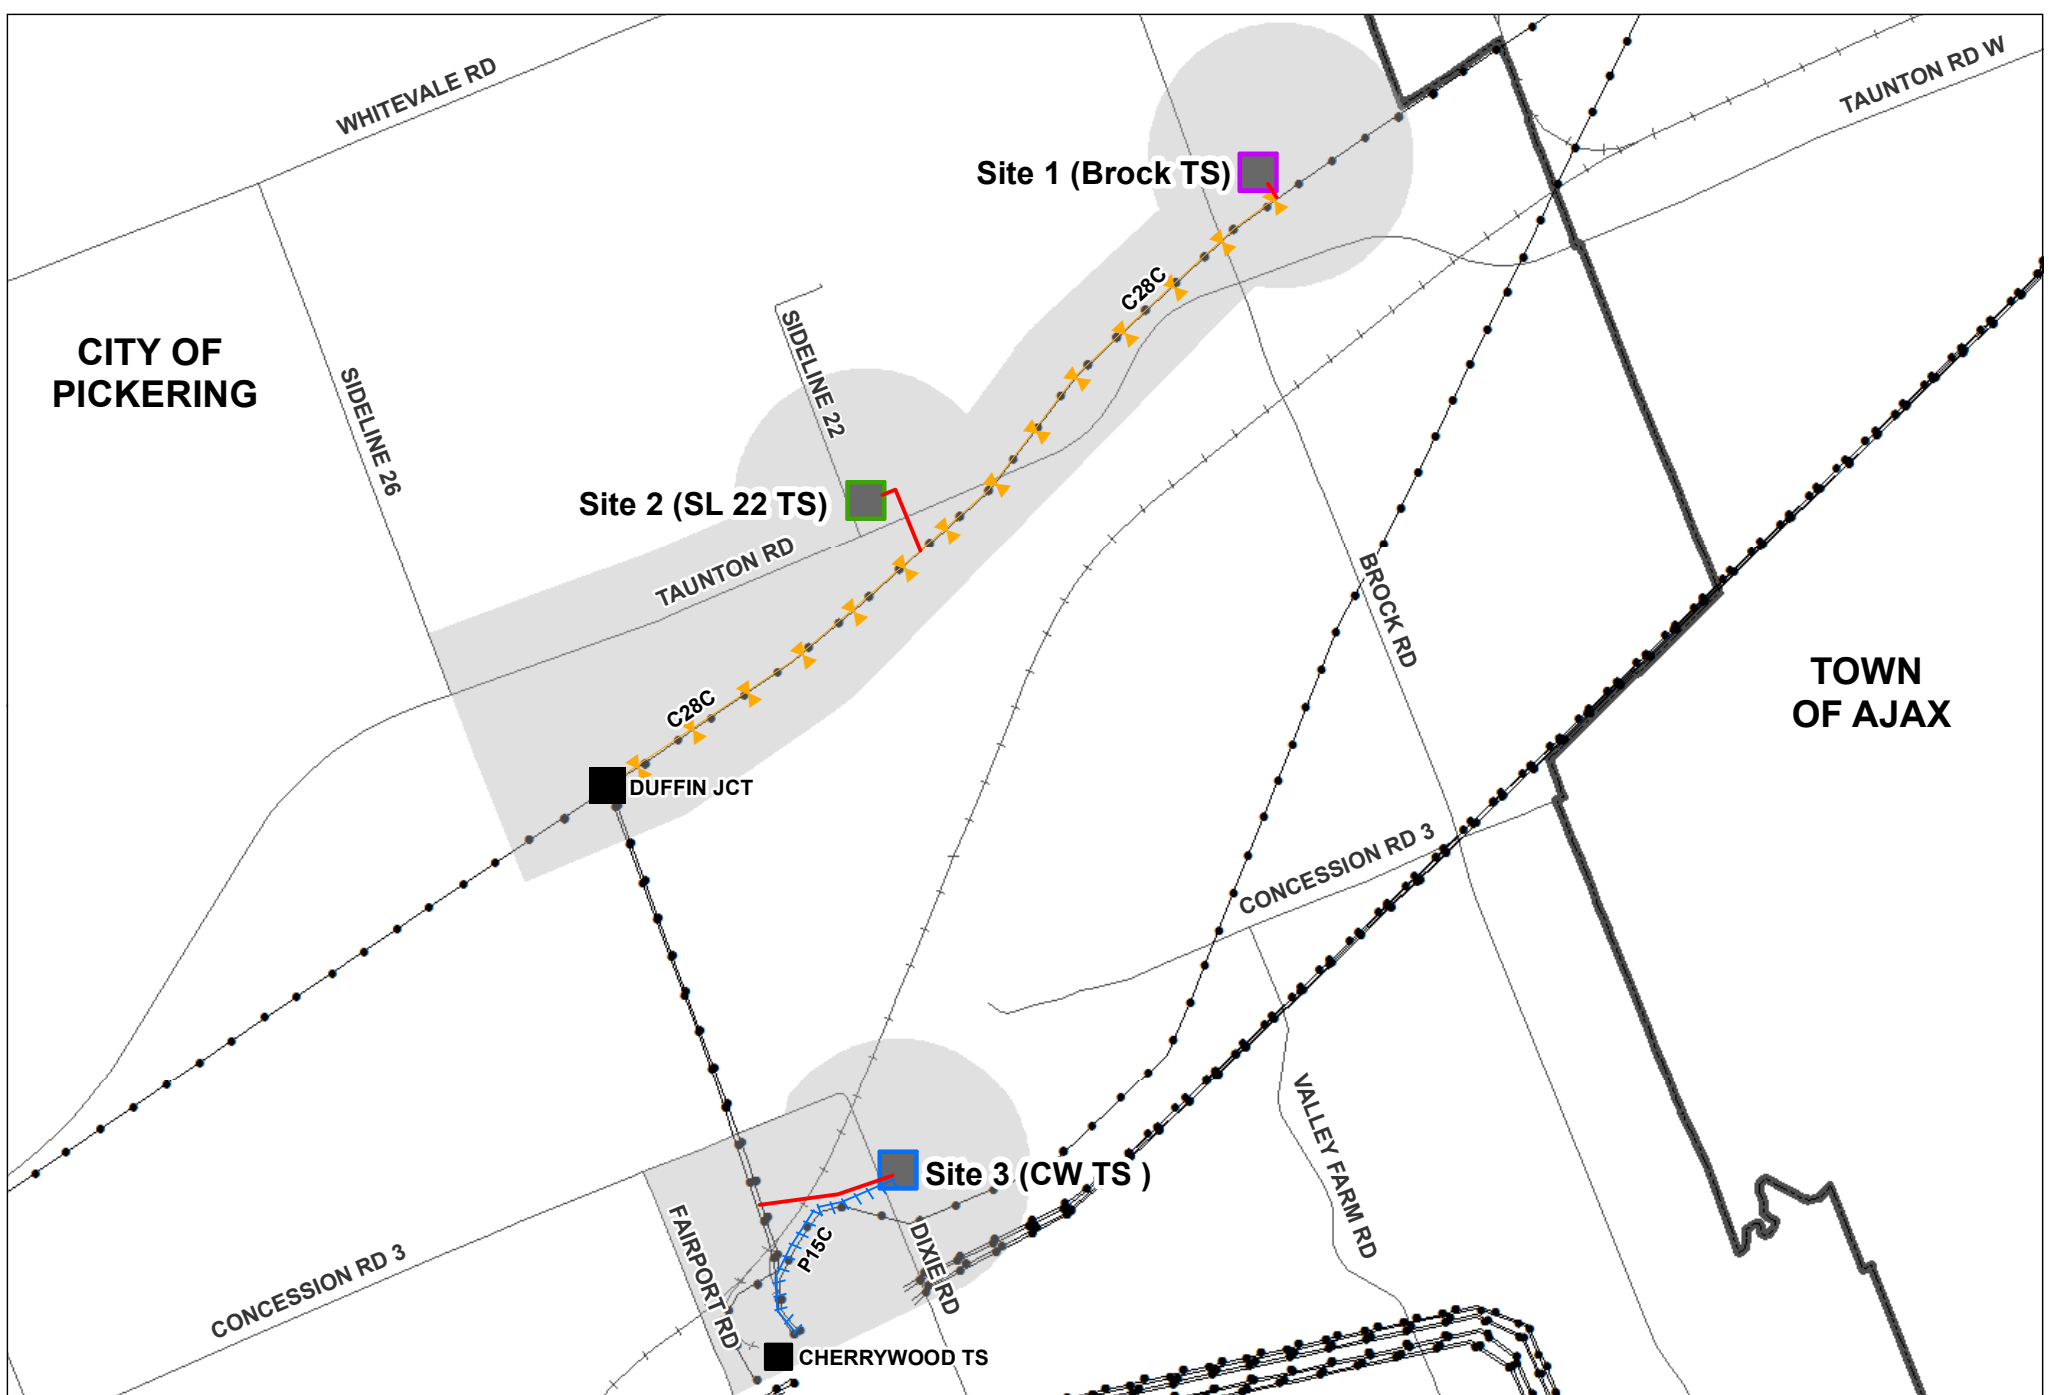 WHITEVALE RD
TAUNTON RD W
Site 1 (Brock TS)
C28C
SIDELINE 22
CITY OF
PICKERING
SIDELINE 26
Site 2 (SL 22 TS)
TAUNTON RD
BROCK RD
TOWN
OF AJAX
C28C
DUFFIN JCT
CONCESSION RD 3
VALLEY FARM RD
Site 3 (CW TS )
FAIRPORT RD
P15C
DIXIE RD
CONCESSION RD 3
CHERRYWOOD TS